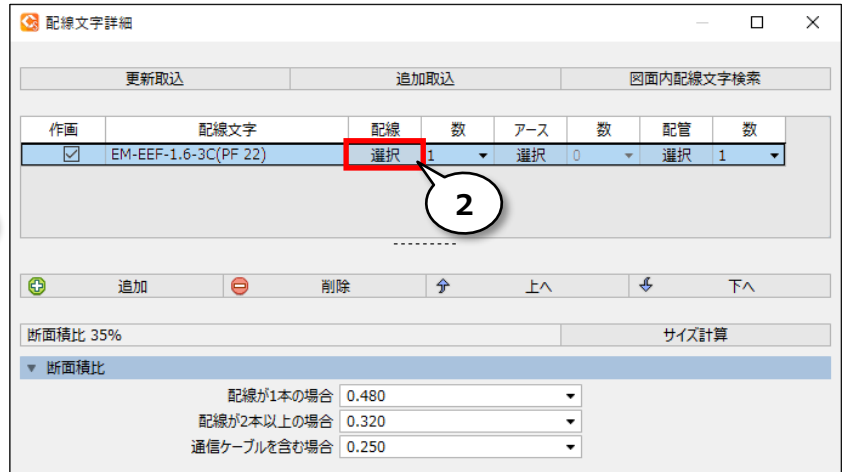 配線文字詳細
更新取込 追加取込 図面内配線文字検索
作画 配線文字 配線 数 アース 数 配管 数
EM-EEF-1.6-3C(PF 22) 選択 1 選択 0 選択 1
2
追加 削除 上へ 下へ
断面積比 35% サイズ計算
断面積比
配線が1本の場合 0.480
配線が2本以上の場合 0.320
通信ケーブルを含む場合 0.250